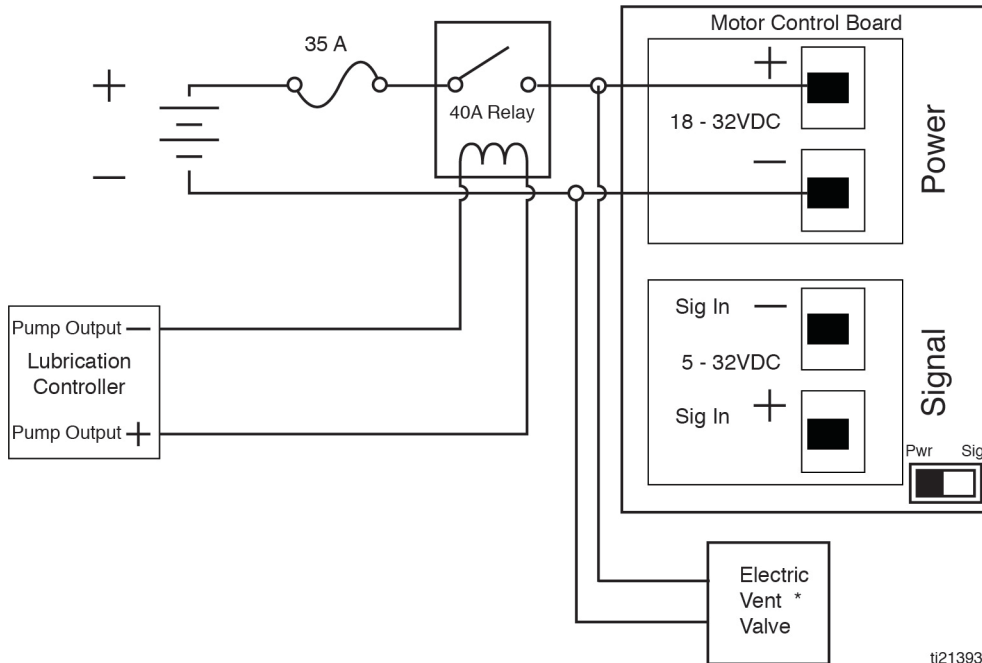 Motor Control Board
35 A
+
+
40A Relay
18 - 32VDC
Power
—
—
Sig In —
Pump Output —
5 - 32VDC
Lubrication
Controller
Signal
Sig In +
Pump Output +
Pwr Sig
Electric
Vent *
Valve
ti21393